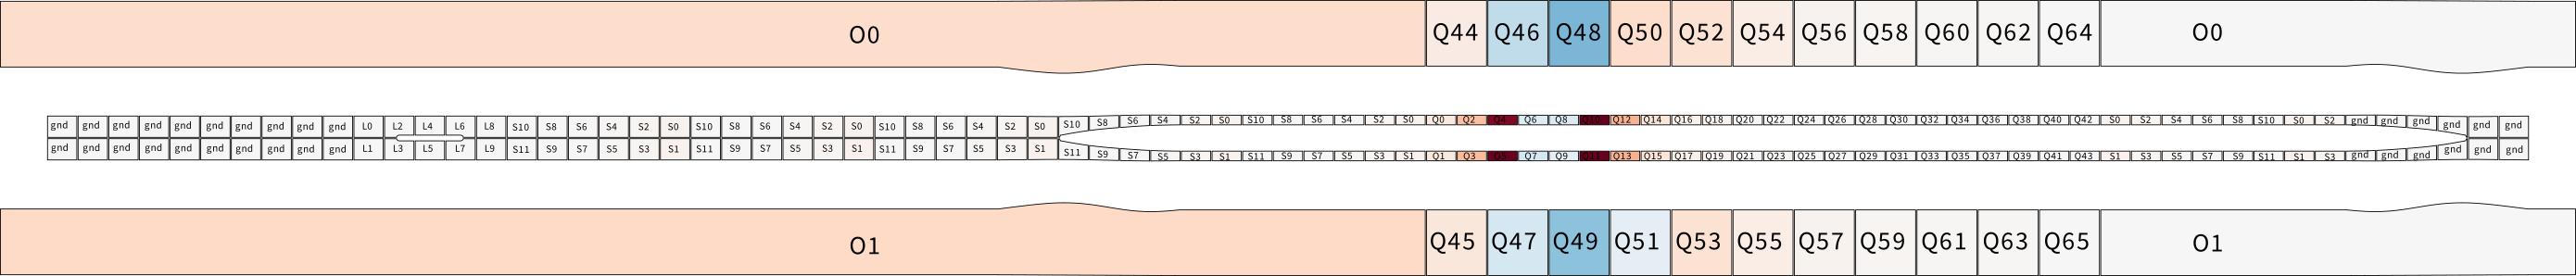 O0 Q44 Q46 Q48 Q50 Q52 Q54 Q56 Q58 Q60 Q62 Q64 O0
gnd gnd gnd gnd gnd gnd gnd gnd gnd gnd L0 L2 L4 L6 L8 S10 S8 S6 S4 S2 S0 S10 S8 S6 S4 S2 S0 S10 S8 S6 S4 S2 S0 S10 S8 S6 S4 S2 S0 S10 S8 S6 S4 S2 S0 Q0 Q2 Q4 Q6 Q8 Q10 Q12 Q14 Q16 Q18 Q20 Q22 Q24 Q26 Q28 Q30 Q32 Q34 Q36 Q38 Q40 Q42 S0 S2 S4 S6 S8 S10 S0 S2 gnd gnd gnd gnd gnd gnd
gnd gnd gnd gnd gnd gnd gnd gnd gnd gnd L1 L3 L5 L7 L9 S11 S9 S7 S5 S3 S1 S11 S9 S7 S5 S3 S1 S11 S9 S7 S5 S3 S1 S11 S9 S7 S5 S3 S1 S11 S9 S7 S5 S3 S1 Q1 Q3 Q7 Q9 Q11 Q13 Q15 Q17 Q19 Q21 Q23 Q25 Q27 Q29 Q31 Q33 Q35 Q37 Q39 Q41 Q43 S1 S3 S5 S7 S9 S11 S1 S3 gnd gnd gnd gnd gnd gnd
O1 Q45 Q47 Q49 Q51 Q53 Q55 Q57 Q59 Q61 Q63 Q65 O1